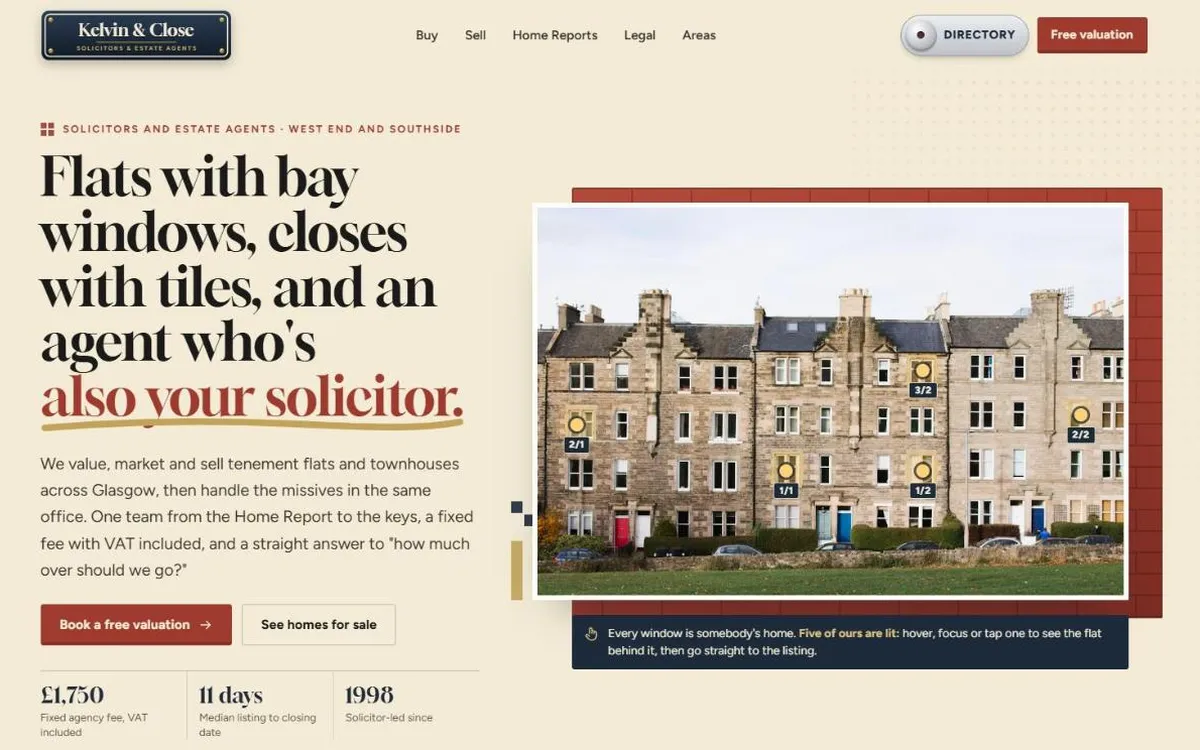 Kelvin & Close
SOLICITORS & ESTATE AGENTS
Buy
Sell
Home Reports
Legal
Areas
DIRECTORY
Free valuation
SOLICITORS AND ESTATE AGENTS · WEST END AND SOUTHSIDE
Flats with bay
windows, closes
with tiles, and an
agent who's
also your solicitor.
We value, market and sell tenement flats and townhouses
across Glasgow, then handle the missives in the same
office. One team from the Home Report to the keys, a fixed
fee with VAT included, and a straight answer to "how much
over should we go?"
Book a free valuation →
See homes for sale
£1,750
Fixed agency fee, VAT
included
11 days
Median listing to closing
date
1998
Solicitor-led since
3/2
2/1
2/2
1/1
1/2
Every window is somebody's home. Five of ours are lit: hover, focus or tap one to see the flat
behind it, then go straight to the listing.